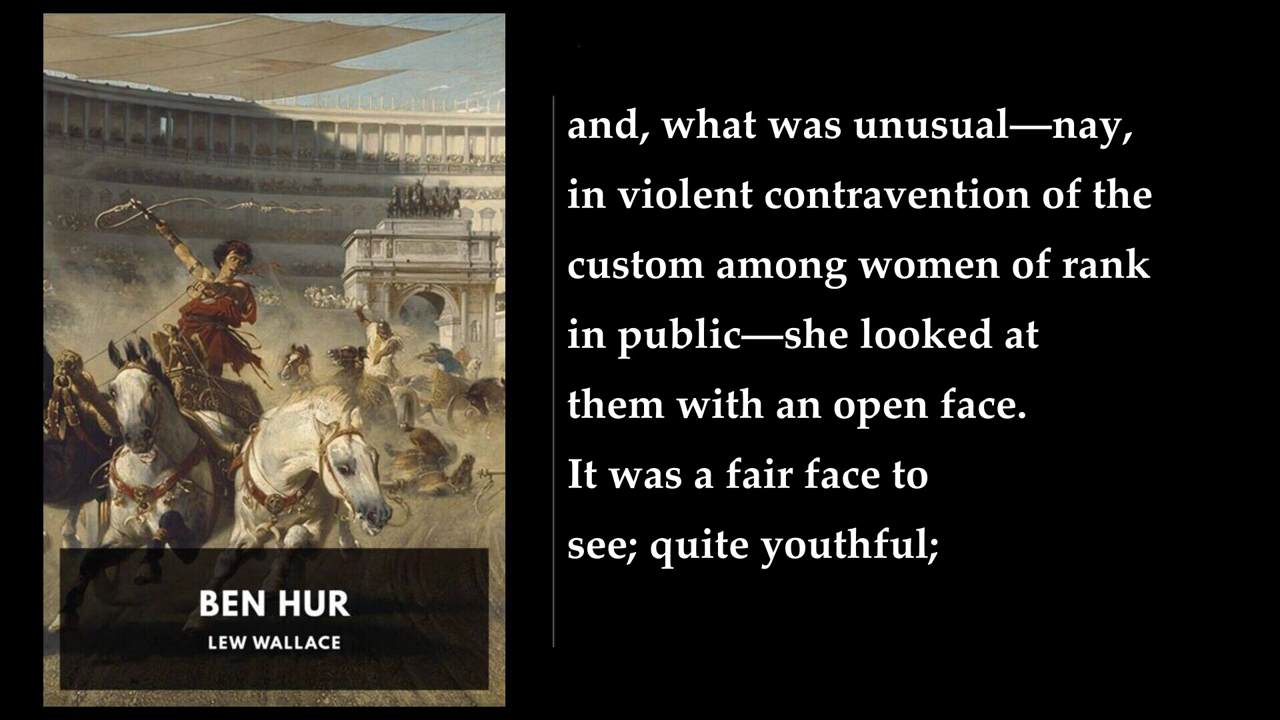 and, what was unusual—nay,
in violent contravention of the
custom among women of rank
in public—she looked at
them with an open face.
It was a fair face to
see; quite youthful;
BEN HUR
LEW WALLACE